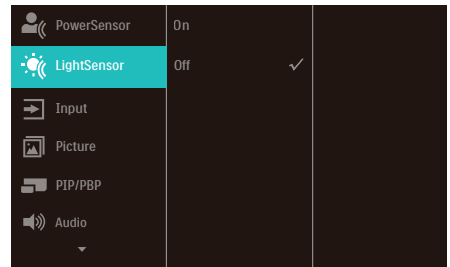 PowerSensor
On
LightSensor
Off
Input
Picture
PIP/PBP
Audio